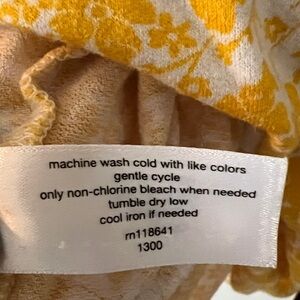 machine wash cold with like colors
gentle cycle
only non-chlorine bleach when needed
tumble dry low
cool iron if needed
rn118641
1300